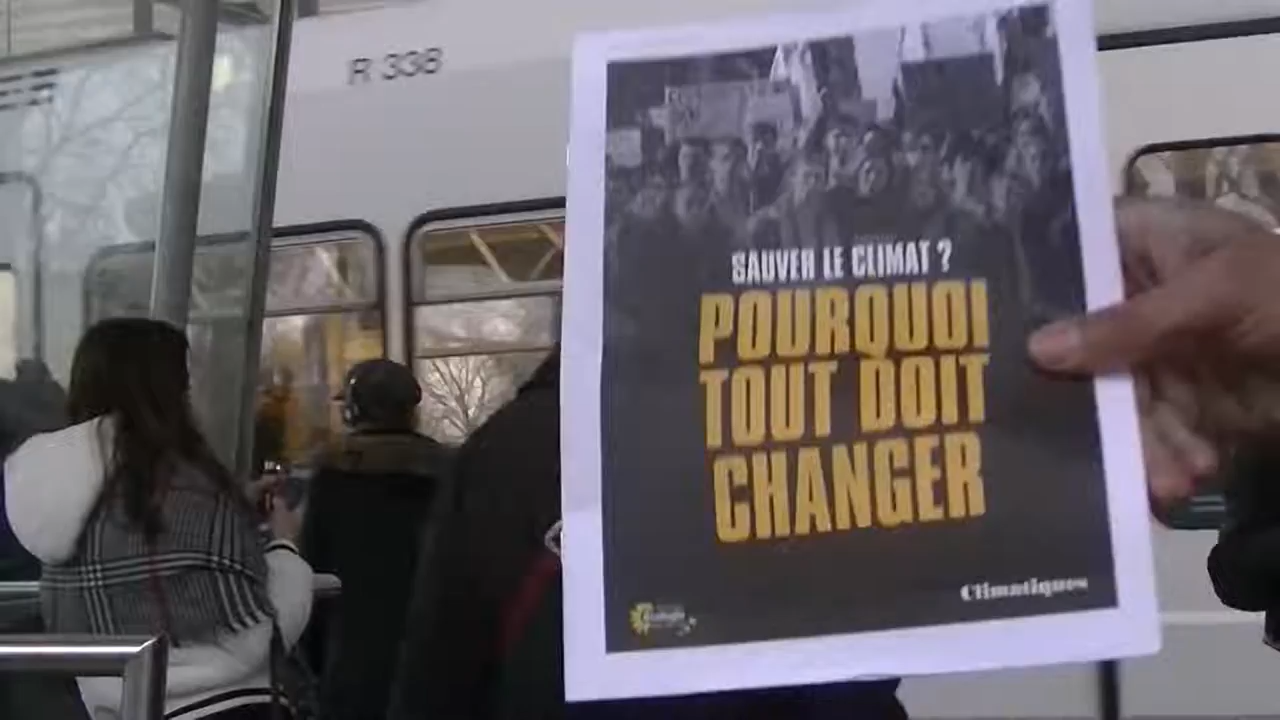 R 338
SAUVER LE CLIMAT ?
POURQUOI
TOUT DOIT
CHANGER
Climatiques